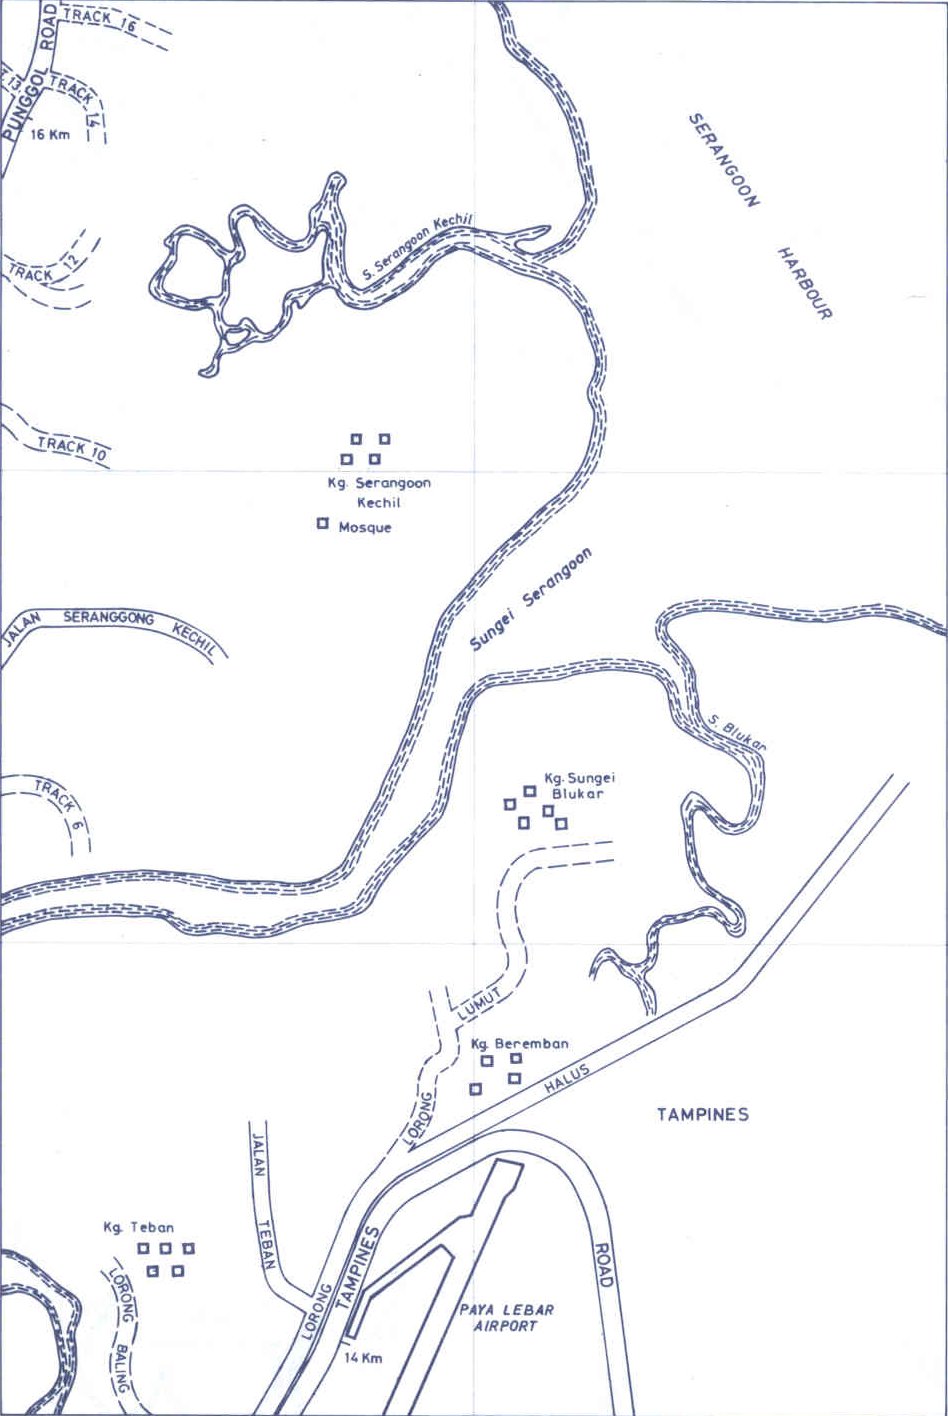 TRACK 16
PUNGGOL ROAD
13
TRACK 14
16 Km
SERANGOON
HARBOUR
S. Serangoon Kechil
TRACK 12
TRACK 10
Kg. Serangoon
Kechil
Mosque
Sungei Serangoon
JALAN SERANGGONG KECHIL
S. Blukar
Kg. Sungei
Blukar
TRACK 6
LORONG LUMUT
Kg. Beremban
LORONG HALUS
TAMPINES
JALAN TEBAN
Kg. Teban
LORONG BALING
TAMPINES ROAD
PAYA LEBAR
AIRPORT
14 Km